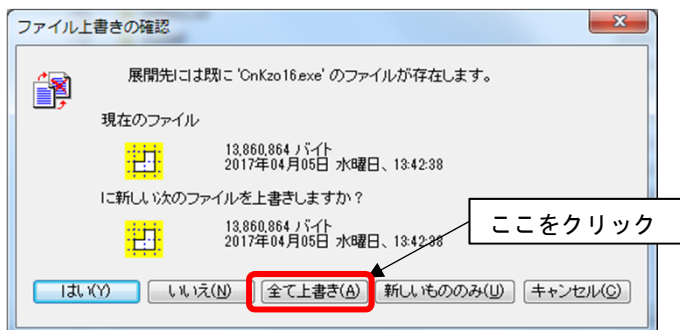 ファイル上書きの確認
展開先には既に 'CnKzo16.exe' のファイルが存在します。
現在のファイル
13,860,864 バイト
2017年04月05日 水曜日、13:42:38
に新しい次のファイルを上書きしますか？
13,860,864 バイト
2017年04月05日 水曜日、13:42:38
ここをクリック
はい(Y)
いいえ(N)
全て上書き(A)
新しいもののみ(U)
キャンセル(C)